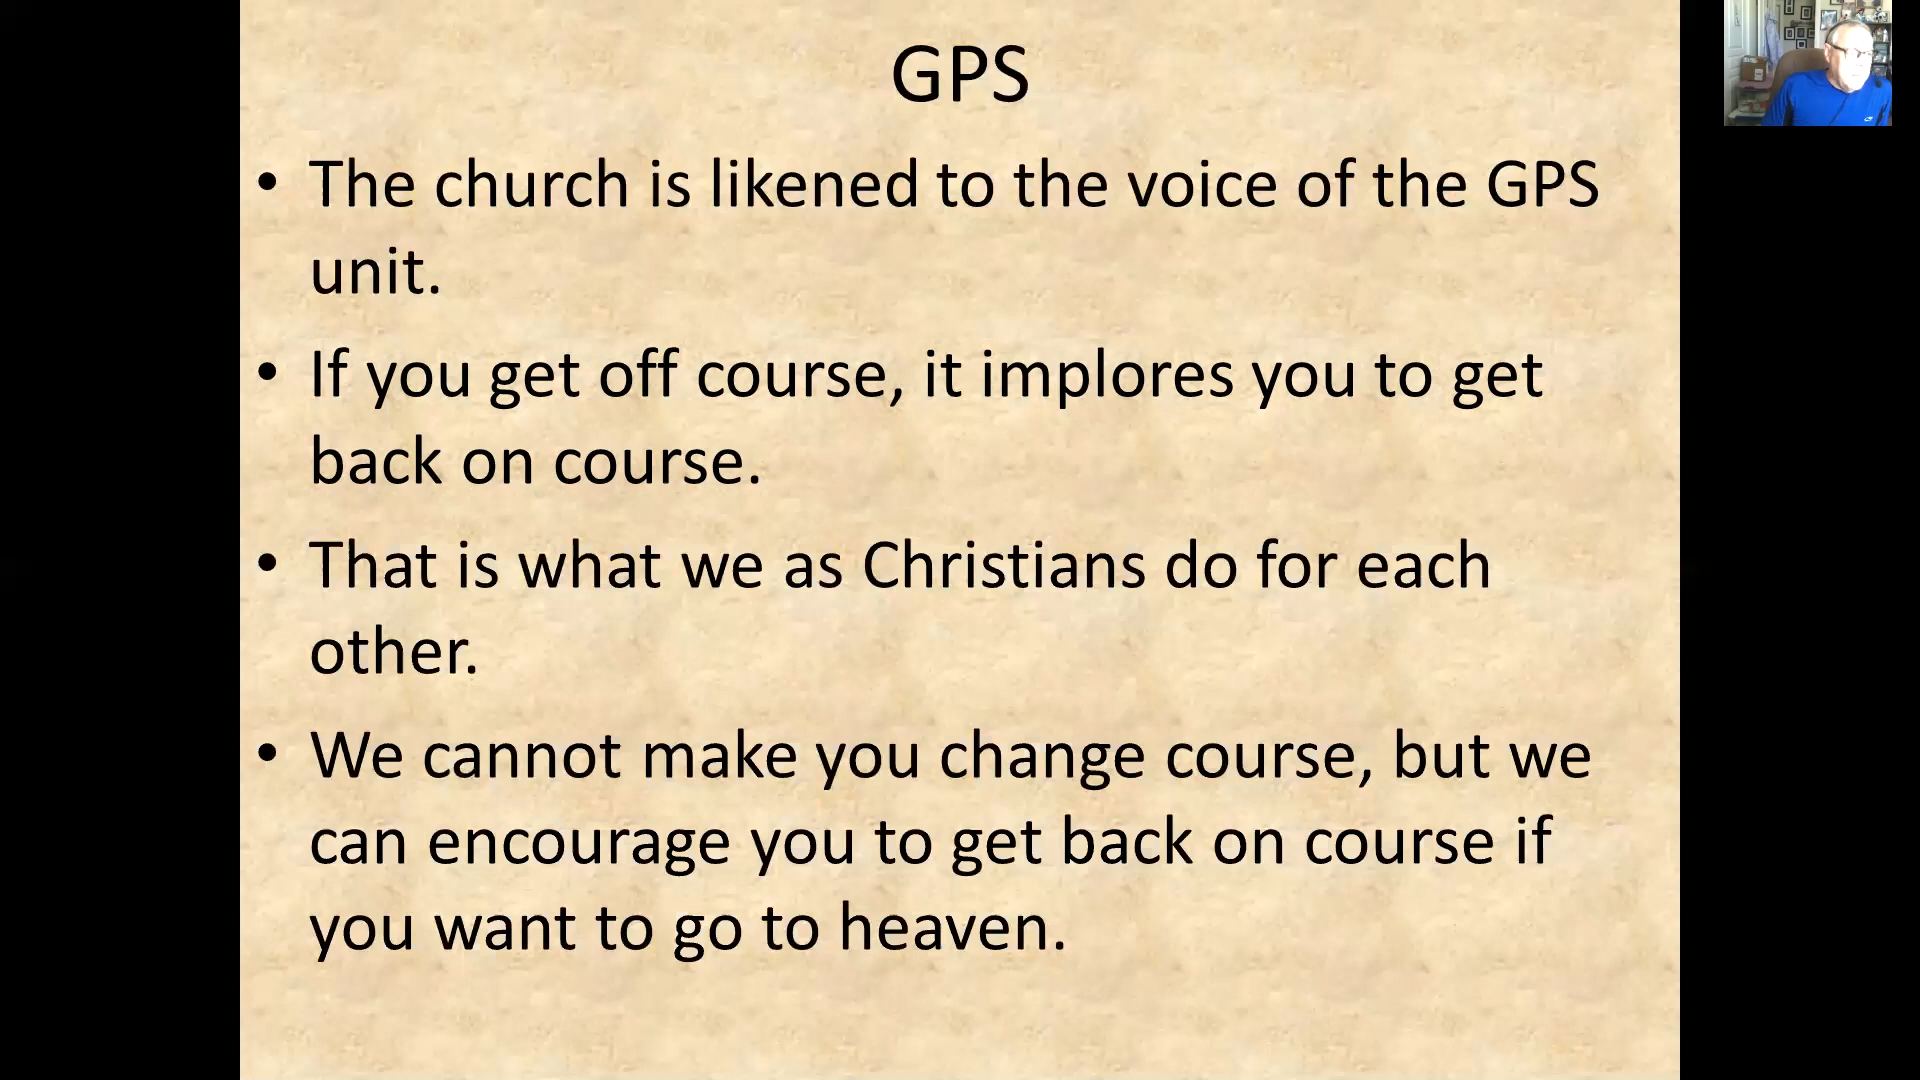 GPS
• The church is likened to the voice of the GPS
unit.
• If you get off course, it implores you to get
back on course.
• That is what we as Christians do for each
other.
• We cannot make you change course, but we
can encourage you to get back on course if
you want to go to heaven.